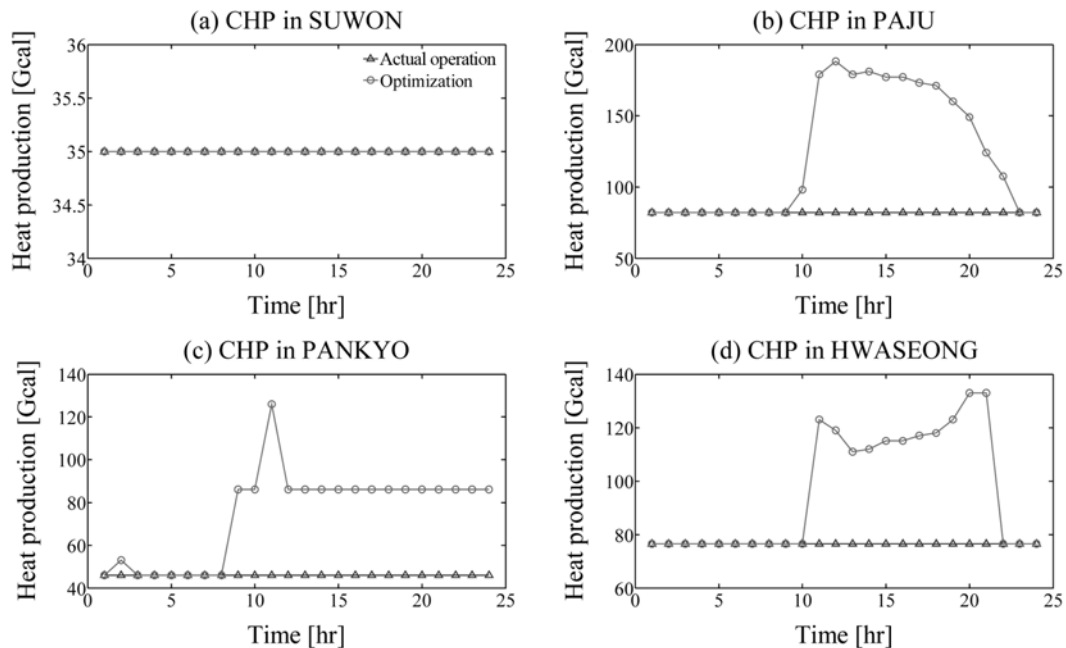 (a) CHP in SUWON
Heat production [Gcal]
36
35.5
35
34.5
34
0 5 10 15 20 25
Time [hr]
Actual operation
Optimization
(b) CHP in PAJU
Heat production [Gcal]
200
150
100
50
0 5 10 15 20 25
Time [hr]
(c) CHP in PANKYO
Heat production [Gcal]
140
120
100
80
60
40
0 5 10 15 20 25
Time [hr]
(d) CHP in HWASEONG
Heat production [Gcal]
140
120
100
80
60
0 5 10 15 20 25
Time [hr]